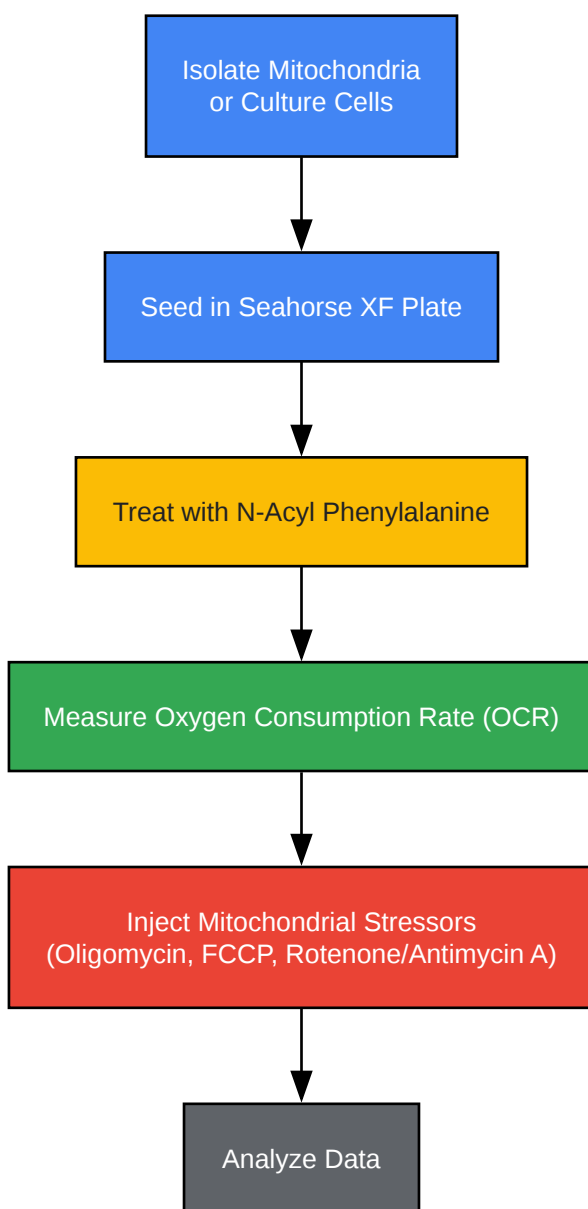 Isolate Mitochondria
or Culture Cells
Seed in Seahorse XF Plate
Treat with N-Acyl Phenylalanine
Measure Oxygen Consumption Rate (OCR)
Inject Mitochondrial Stressors
(Oligomycin, FCCP, Rotenone/Antimycin A)
Analyze Data